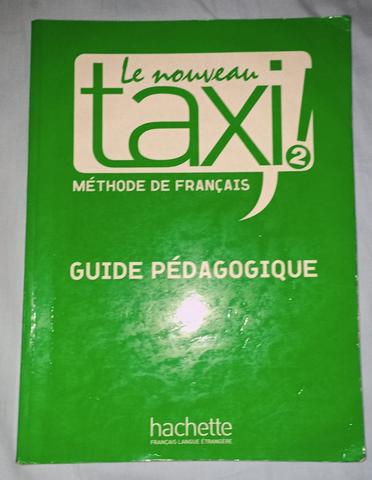 Le nouveau
taxi!
2
MÉTHODE DE FRANÇAIS
GUIDE PÉDAGOGIQUE
hachette
FRANÇAIS LANGUE ÉTRANGÈRE